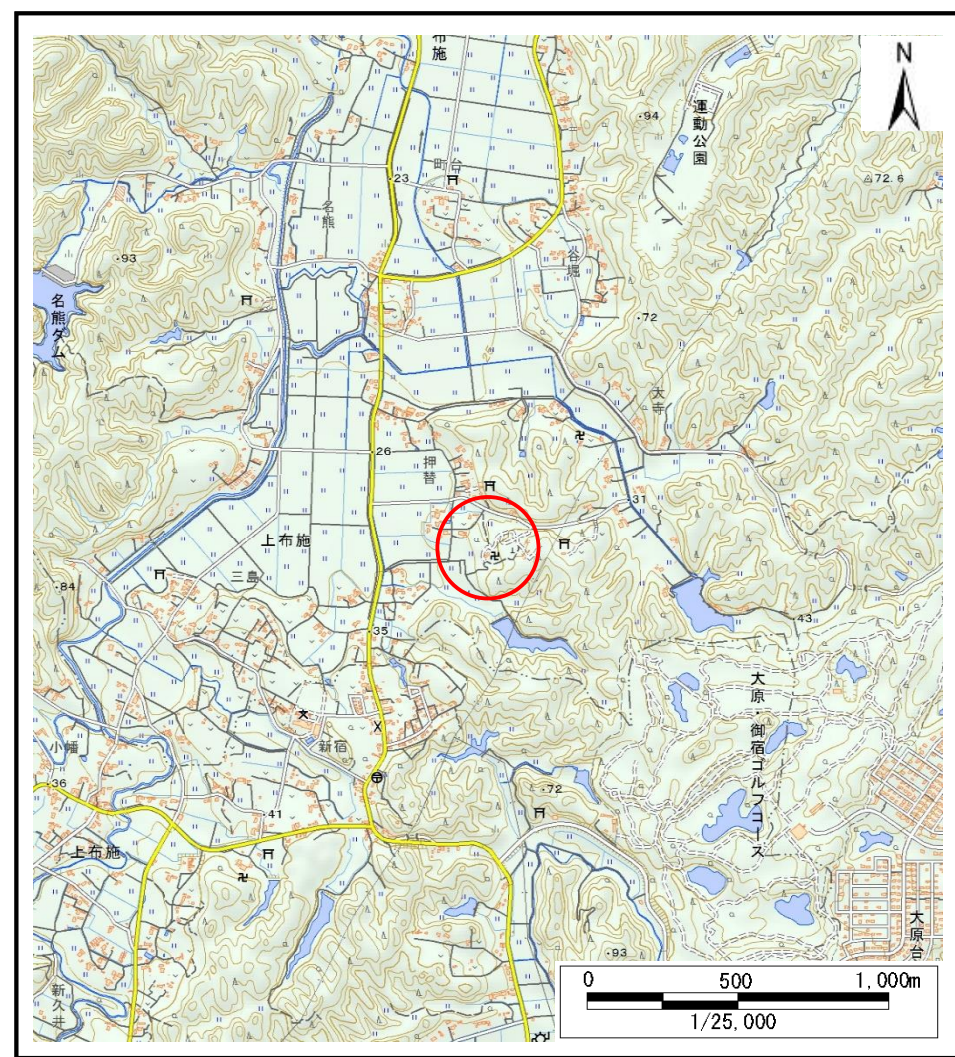 布施
N
運動公園
・94
町台
23
△72.6
名熊
谷堀
・93
名熊ダム
・72
大寺
26
押替
・31
上布施
三島
・84
・43
・35
大原・御宿ゴルフコース
新宿
小幡
・36
・72
・41
上布施
大原台
・93
新久井
0 500 1,000m
1/25,000